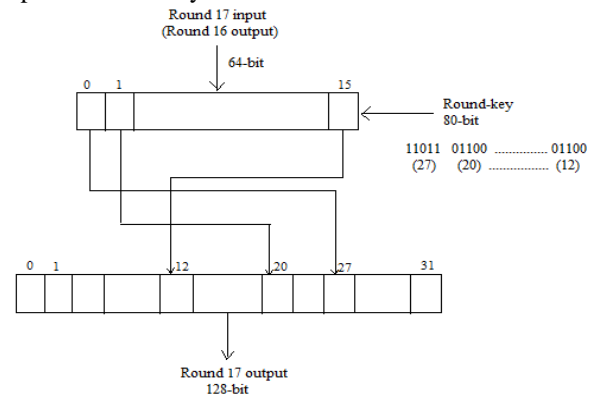 Round 17 input
(Round 16 output)
64-bit
0 1 15
Round-key
80-bit
11011 01100 ............... 01100
(27) (20) ................. (12)
0 1 12 20 27 31
Round 17 output
128-bit